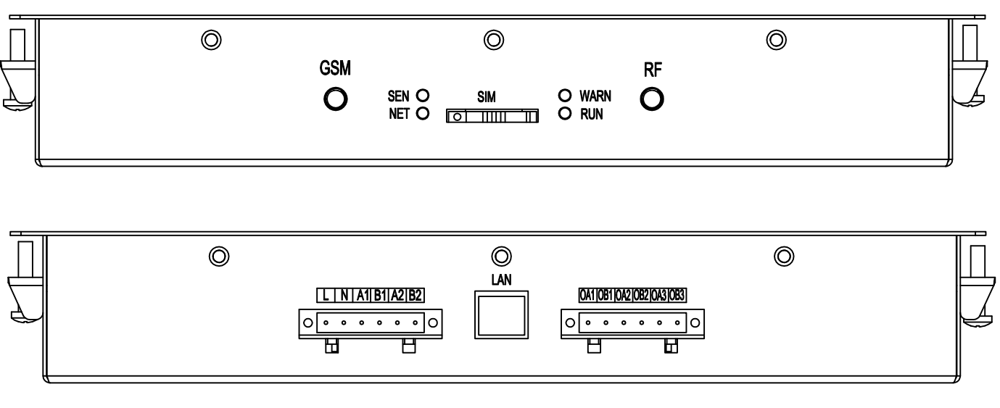 GSM RF
SEN SIM WARN
NET RUN
LAN
L N A1 B1 A2 B2 OA1 OB1 OA2 OB2 OA3 OB3